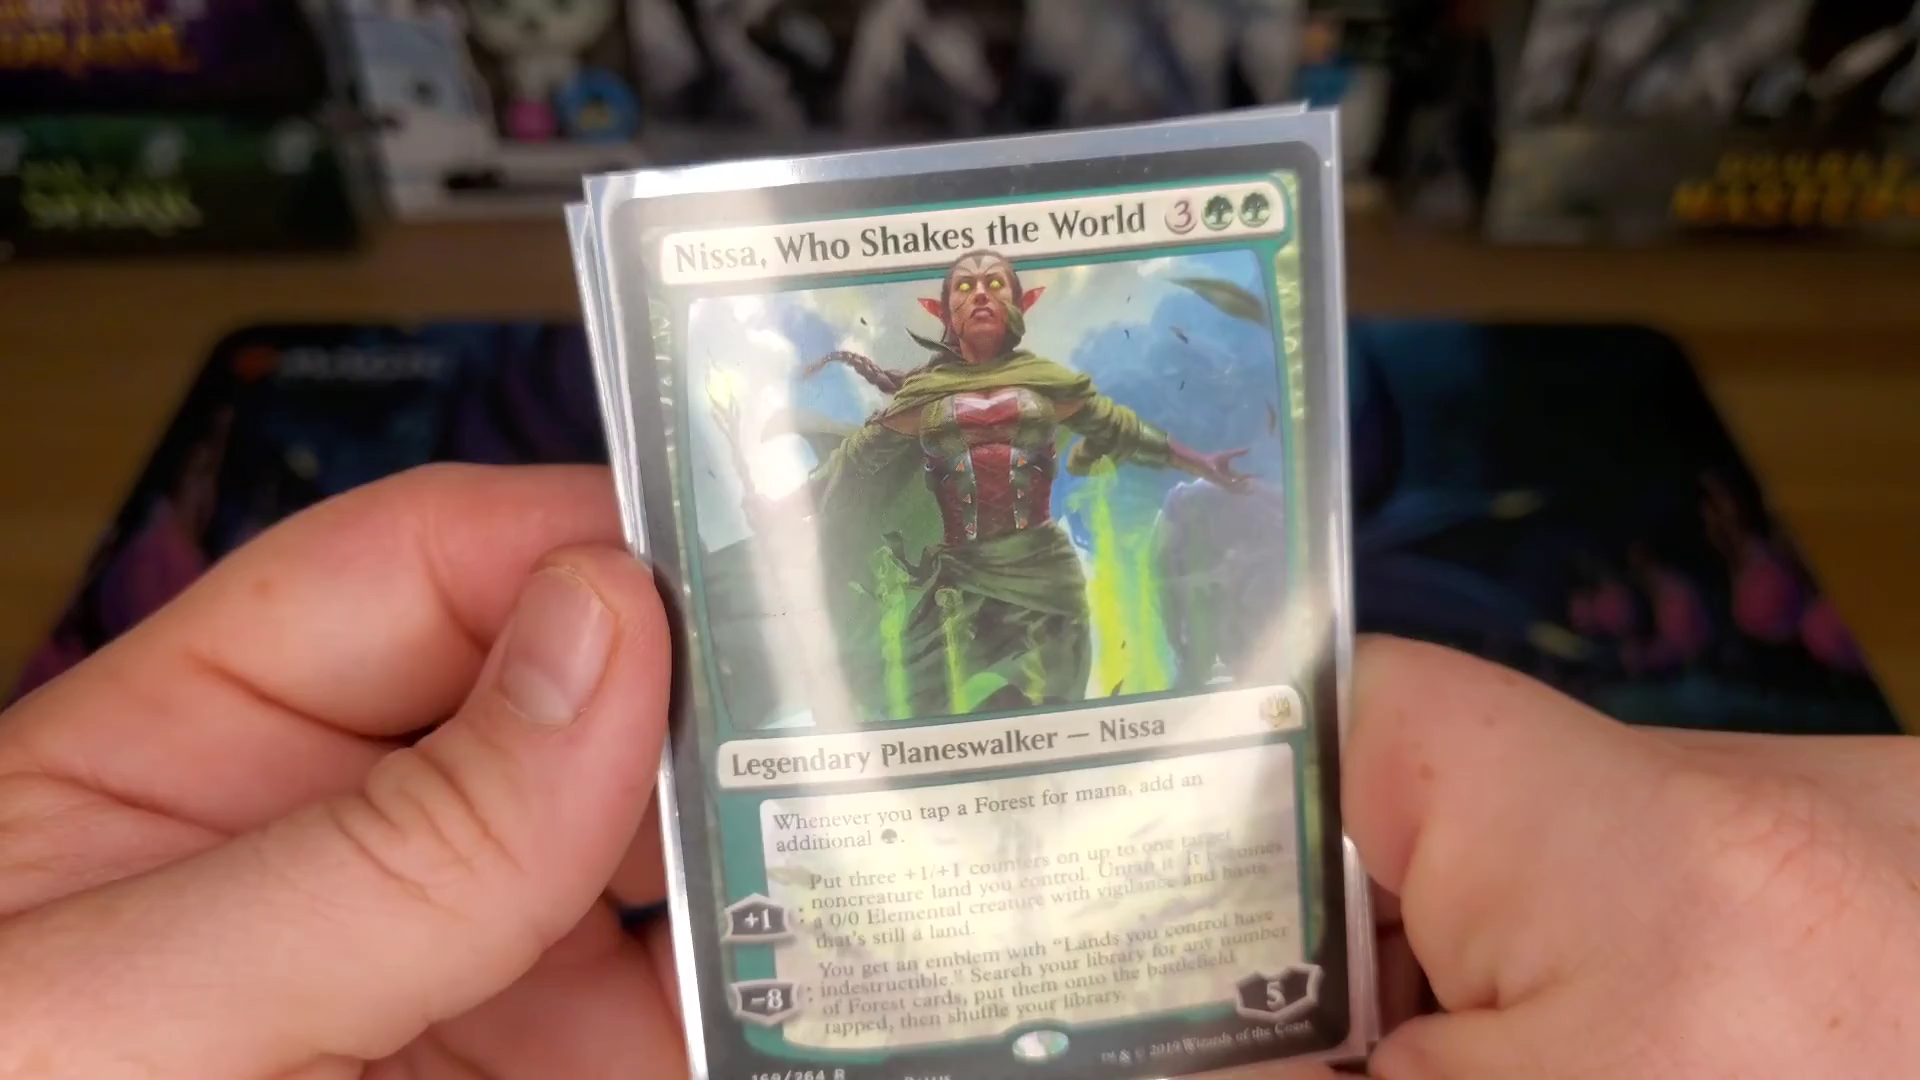 SPARK
Nissa, Who Shakes the World 3
Legendary Planeswalker — Nissa
Whenever you tap a Forest for mana, add an
additional .
+1 : Put three +1/+1 counters on up to one target
noncreature land you control. Untap it. It becomes
a 0/0 Elemental creature with vigilance and haste
that's still a land.
-8 : You get an emblem with "Lands you control have
indestructible." Search your library for any number
of Forest cards, put them onto the battlefield
tapped, then shuffle your library.
5
™ & © 2019 Wizards of the Coast
169/264 R